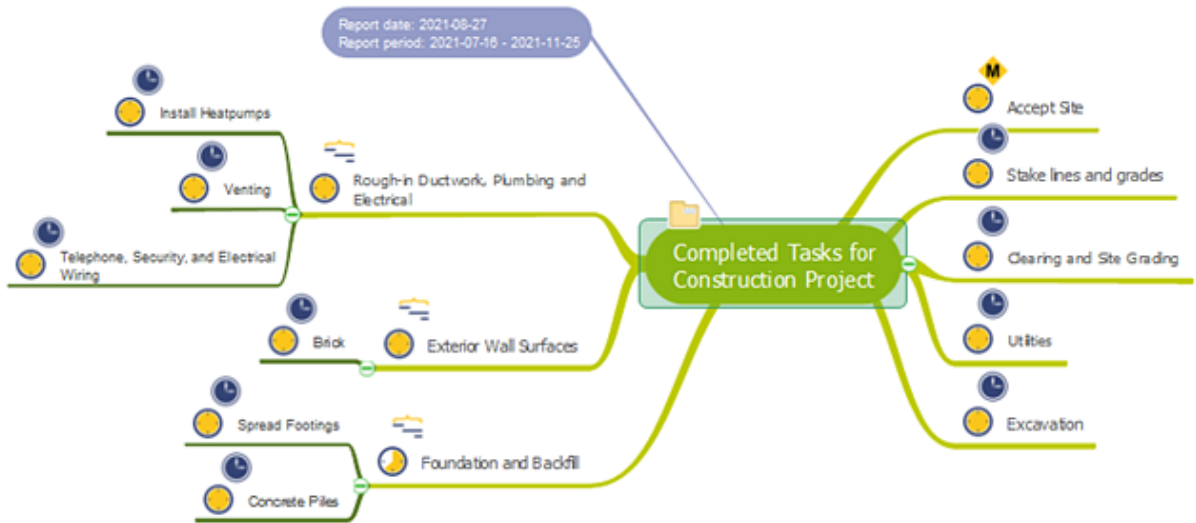 Report date: 2021-08-27
Report period: 2021-07-16 - 2021-11-25
Completed Tasks for
Construction Project
M
Accept Site
Stake lines and grades
Clearing and Site Grading
Utilities
Excavation
Rough-in Ductwork, Plumbing and
Electrical
Install Heatpumps
Venting
Telephone, Security, and Electrical
Wiring
Exterior Wall Surfaces
Brick
Foundation and Backfill
Spread Footings
Concrete Piles